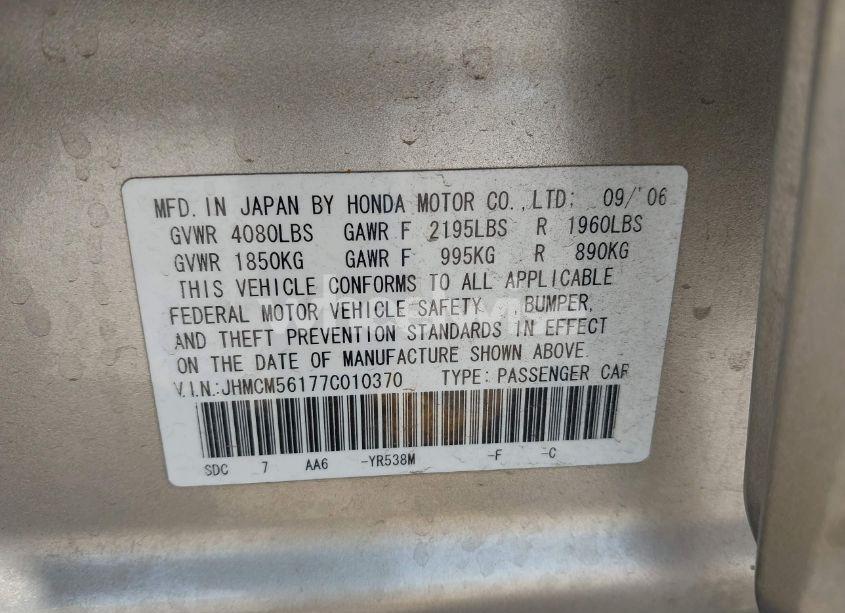 MFD. IN JAPAN BY HONDA MOTOR CO.,LTD; 09/'06
GVWR 4080LBS GAWR F 2195LBS R 1960LBS
GVWR 1850KG GAWR F 995KG R 890KG
THIS VEHICLE CONFORMS TO ALL APPLICABLE
FEDERAL MOTOR VEHICLE SAFETY ,BUMPER,
AND THEFT PREVENTION STANDARDS IN EFFECT
ON THE DATE OF MANUFACTURE SHOWN ABOVE.
V.I.N.:JHMCM56177C010370 TYPE: PASSENGER CAR
SDC 7 AA6 -YR538M -F -C